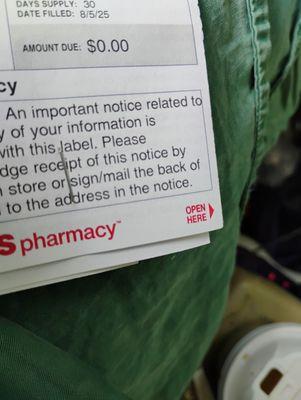 DAYS SUPPLY: 30
DATE FILLED: 8/5/25
AMOUNT DUE: $0.00
cy
An important notice related to
y of your information is
with this label. Please
dge receipt of this notice by
n store or sign/mail the back of
to the address in the notice.
OPEN
HERE
S pharmacy™